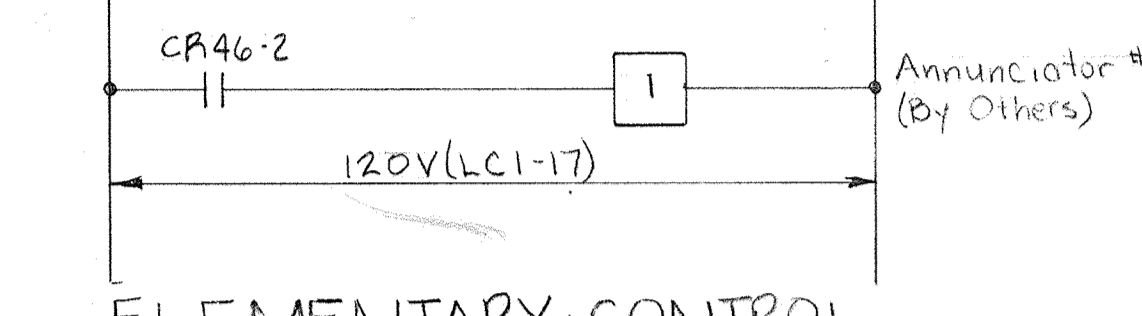 CR46-2
1
Annunciator #
(By Others)
120V(LC1-17)
ELEMENTARY CONTROL